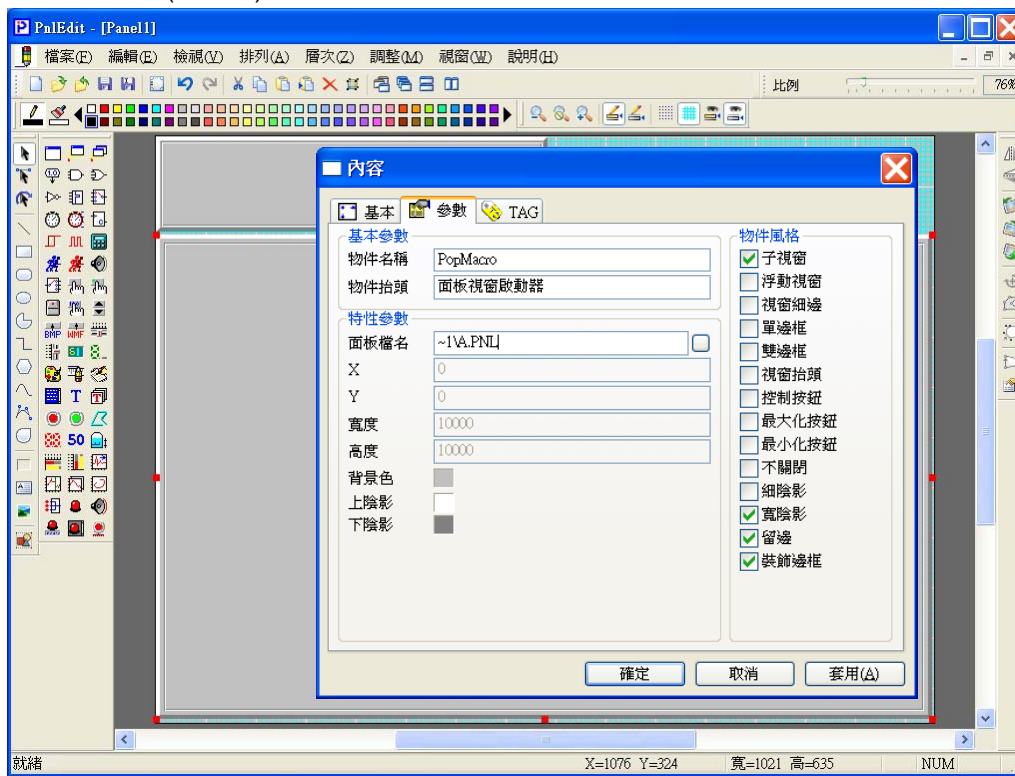 PnlEdit - [Panel1]
檔案(F) 編輯(E) 檢視(V) 排列(A) 層次(Z) 調整(M) 視窗(W) 說明(H)
比例 76%
內容
基本 參數 TAG
基本參數
物件名稱 PopMacro
物件抬頭 面板視窗啟動器
特性參數
面板檔名 ~1\A.PNL
X 0
Y 0
寬度 10000
高度 10000
背景色
上陰影
下陰影
物件風格
子視窗
浮動視窗
視窗細邊
單邊框
雙邊框
視窗抬頭
控制按鈕
最大化按鈕
最小化按鈕
不關閉
細陰影
寬陰影
留邊
裝飾邊框
BMP WMF
SI
T
50
確定 取消 套用(A)
就緒 X=1076 Y=324 寬=1021 高=635 NUM